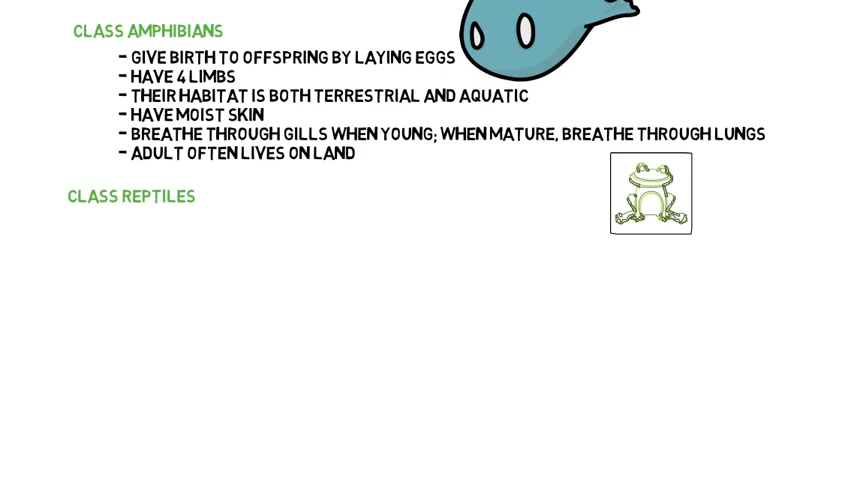 CLASS AMPHIBIANS
- GIVE BIRTH TO OFFSPRING BY LAYING EGGS
- HAVE 4 LIMBS
- THEIR HABITAT IS BOTH TERRESTRIAL AND AQUATIC
- HAVE MOIST SKIN
- BREATHE THROUGH GILLS WHEN YOUNG; WHEN MATURE, BREATHE THROUGH LUNGS
- ADULT OFTEN LIVES ON LAND
CLASS REPTILES